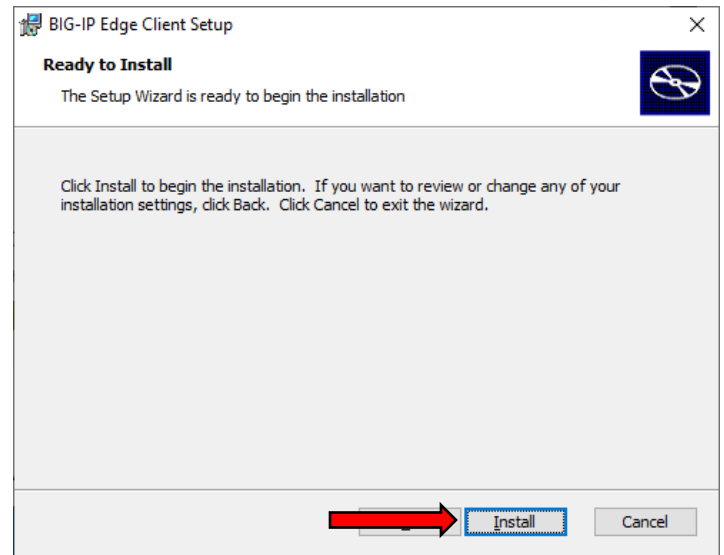 BIG-IP Edge Client Setup
Ready to Install
The Setup Wizard is ready to begin the installation
Click Install to begin the installation. If you want to review or change any of your
installation settings, click Back. Click Cancel to exit the wizard.
Install Cancel